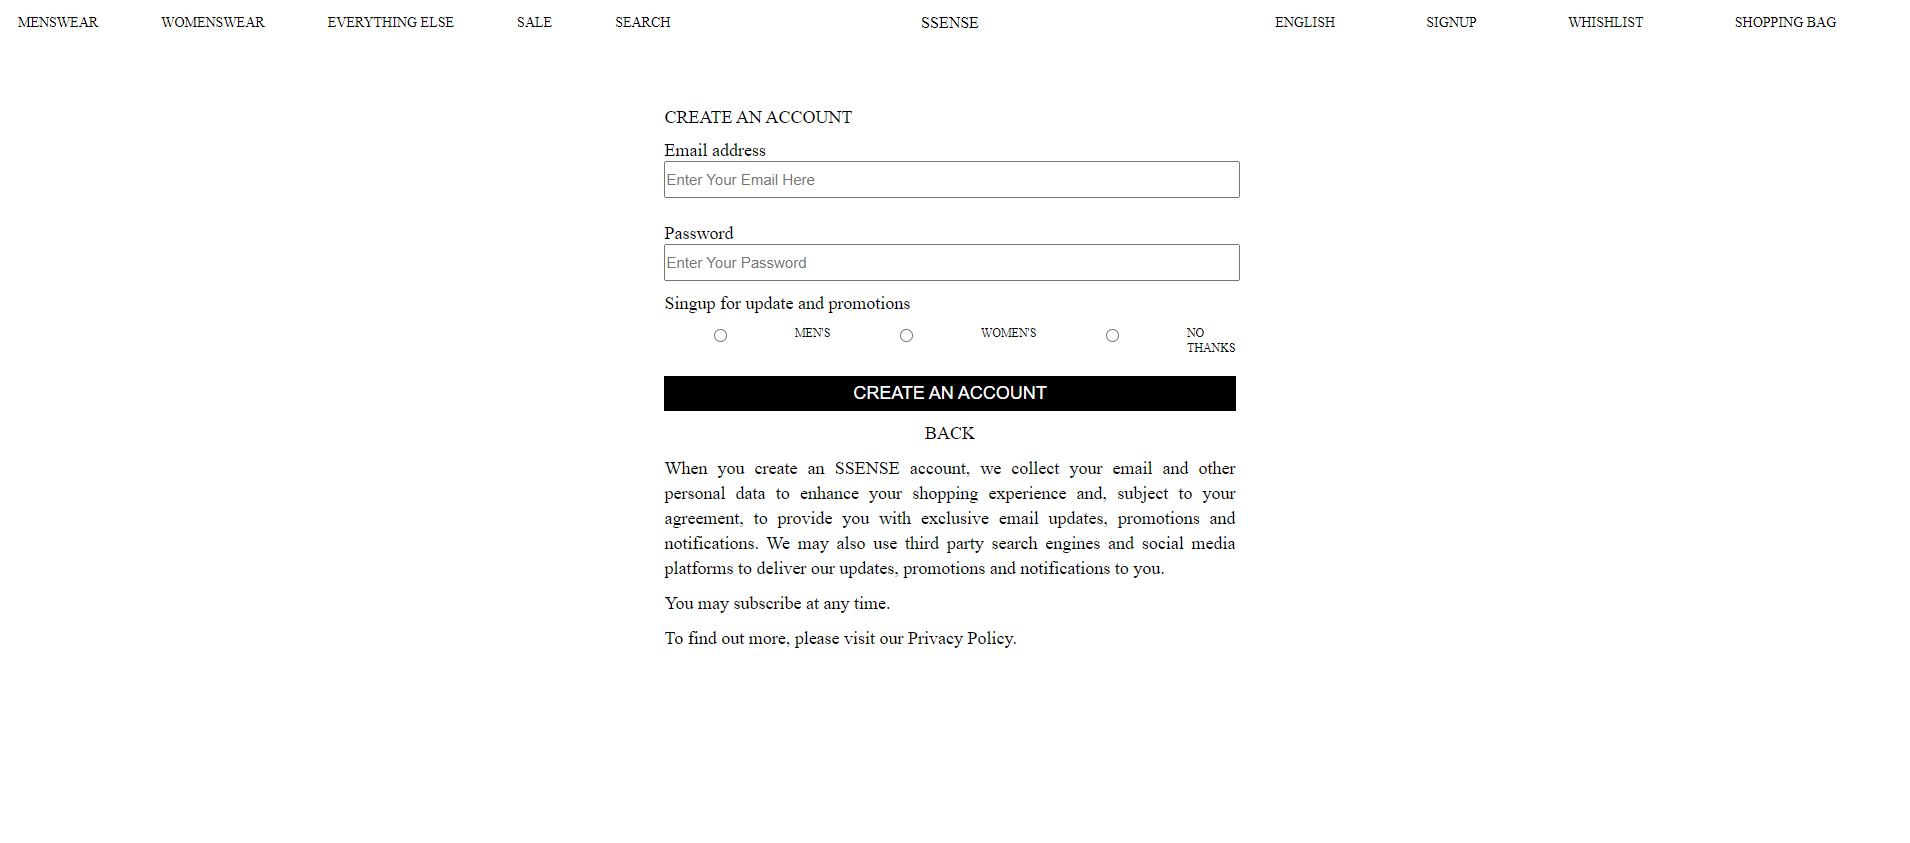 MENSWEAR WOMENSWEAR EVERYTHING ELSE SALE SEARCH SSENSE ENGLISH SIGNUP WHISHLIST SHOPPING BAG
CREATE AN ACCOUNT
Email address
Enter Your Email Here
Password
Enter Your Password
Singup for update and promotions
MEN'S WOMEN'S NO
THANKS
CREATE AN ACCOUNT
BACK
When you create an SSENSE account, we collect your email and other
personal data to enhance your shopping experience and, subject to your
agreement, to provide you with exclusive email updates, promotions and
notifications. We may also use third party search engines and social media
platforms to deliver our updates, promotions and notifications to you.
You may subscribe at any time.
To find out more, please visit our Privacy Policy.